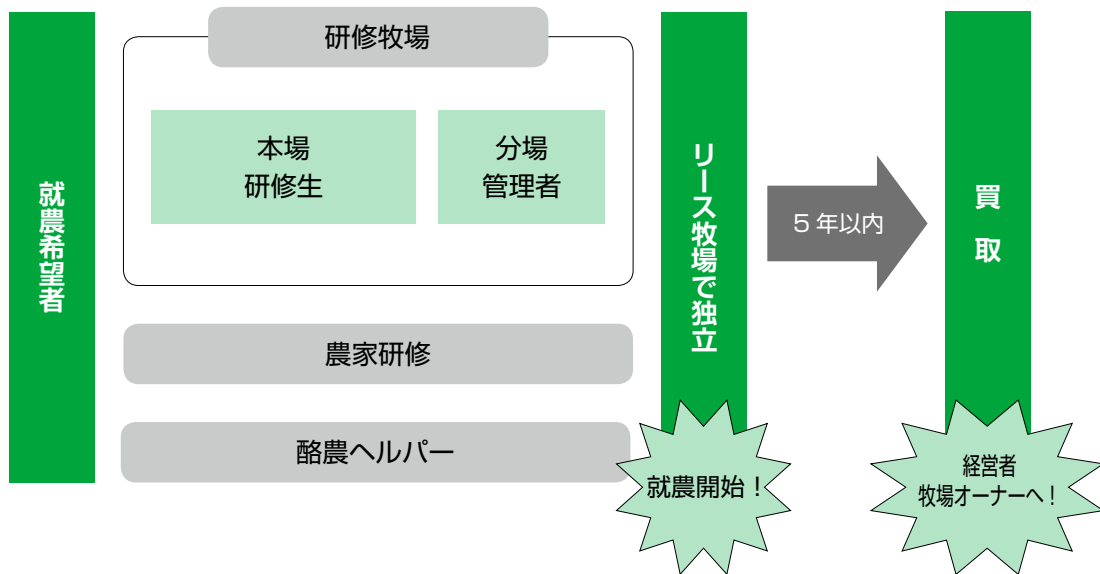 就農希望者
研修牧場
本場
研修生
分場
管理者
農家研修
酪農ヘルパー
リース牧場で独立
就農開始！
5年以内
買取
経営者
牧場オーナーへ！